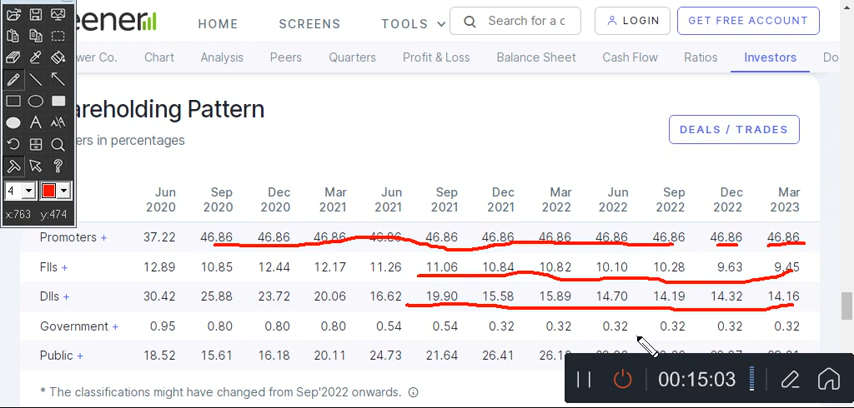 eener
HOME SCREENS TOOLS Search for a c LOGIN GET FREE ACCOUNT
wer Co. Chart Analysis Peers Quarters Profit & Loss Balance Sheet Cash Flow Ratios Investors Do
areholding Pattern
ers in percentages
DEALS / TRADES
Jun 2020 Sep 2020 Dec 2020 Mar 2021 Jun 2021 Sep 2021 Dec 2021 Mar 2022 Jun 2022 Sep 2022 Dec 2022 Mar 2023
Promoters + 37.22 46.86 46.86 46.86 46.86 46.86 46.86 46.86 46.86 46.86 46.86 46.86
FIIs + 12.89 10.85 12.44 12.17 11.26 11.06 10.84 10.82 10.10 10.28 9.63 9.45
DIIs + 30.42 25.88 23.72 20.06 16.62 19.90 15.58 15.89 14.70 14.19 14.32 14.16
Government + 0.95 0.80 0.80 0.80 0.54 0.54 0.32 0.32 0.32 0.32 0.32 0.32
Public + 18.52 15.61 16.18 20.11 24.73 21.64 26.41
* The classifications might have changed from Sep'2022 onwards.
4
x:763 y:474
00:15:03